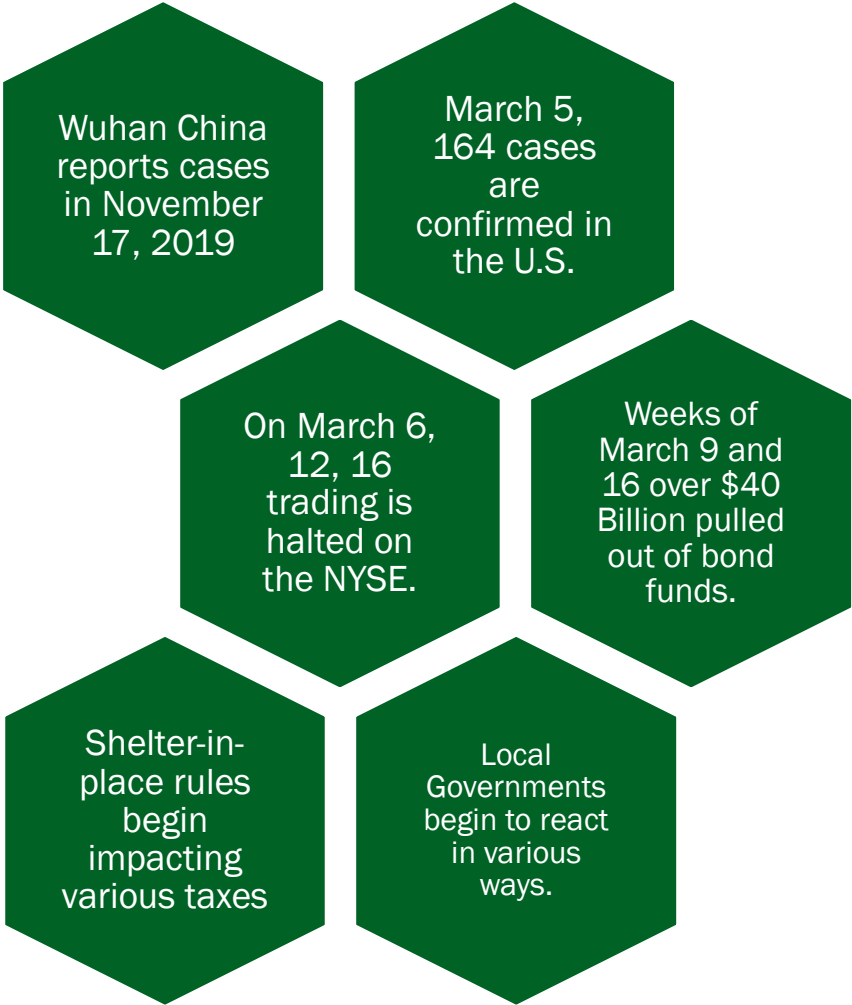 Wuhan China
reports cases
in November
17, 2019
March 5,
164 cases
are
confirmed in
the U.S.
On March 6,
12, 16
trading is
halted on
the NYSE.
Weeks of
March 9 and
16 over $40
Billion pulled
out of bond
funds.
Shelter-in-
place rules
begin
impacting
various taxes
Local
Governments
begin to react
in various
ways.